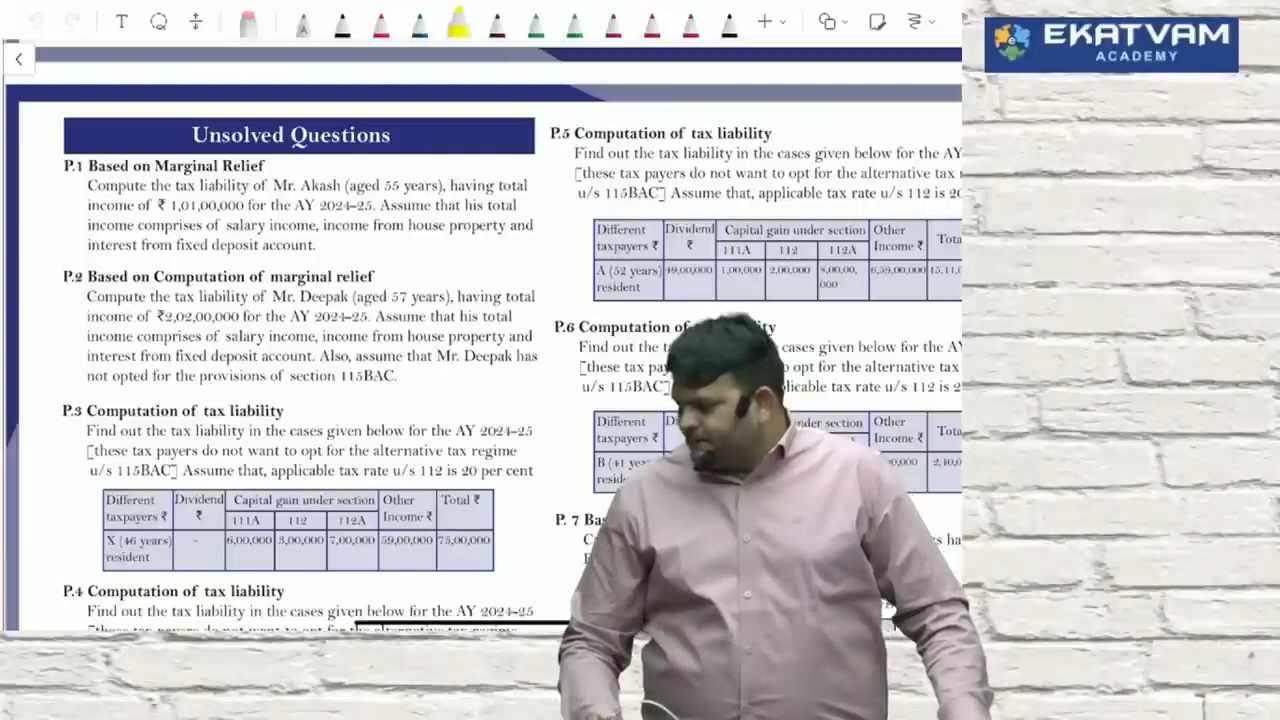 EKATVAM
ACADEMY
Unsolved Questions
P.1 Based on Marginal Relief
Compute the tax liability of Mr. Akash (aged 55 years), having total
income of ₹ 1,01,00,000 for the AY 2024-25. Assume that his total
income comprises of salary income, income from house property and
interest from fixed deposit account.
P.2 Based on Computation of marginal relief
Compute the tax liability of Mr. Deepak (aged 57 years), having total
income of ₹2,02,00,000 for the AY 2024-25. Assume that his total
income comprises of salary income, income from house property and
interest from fixed deposit account. Also, assume that Mr. Deepak has
not opted for the provisions of section 115BAC.
P.3 Computation of tax liability
Find out the tax liability in the cases given below for the AY 2024-25
[these tax payers do not want to opt for the alternative tax regime
u/s 115BAC] Assume that, applicable tax rate u/s 112 is 20 per cent
Different Dividend Capital gain under section Other Total ₹
taxpayers ₹ ₹ 111A 112 112A Income ₹
X (46 years) - 6,00,000 3,00,000 7,00,000 59,00,000 75,00,000
resident
P.4 Computation of tax liability
Find out the tax liability in the cases given below for the AY 2024-25
P.5 Computation of tax liability
Find out the tax liability in the cases given below for the AY
[these tax payers do not want to opt for the alternative tax
u/s 115BAC] Assume that, applicable tax rate u/s 112 is 20
Different Dividend Capital gain under section Other
taxpayers ₹ ₹ 111A 112 112A Income ₹
A (52 years) 49,00,000 1,00,000 2,00,000
resident 000
P.6 Computation of
Find out the cases given below for the AY
[these tax opt for the alternative tax
u/s 115BAC] tax rate u/s 112 is 2
Different section Other
taxpayers ₹ Income ₹
B (41
P. 7